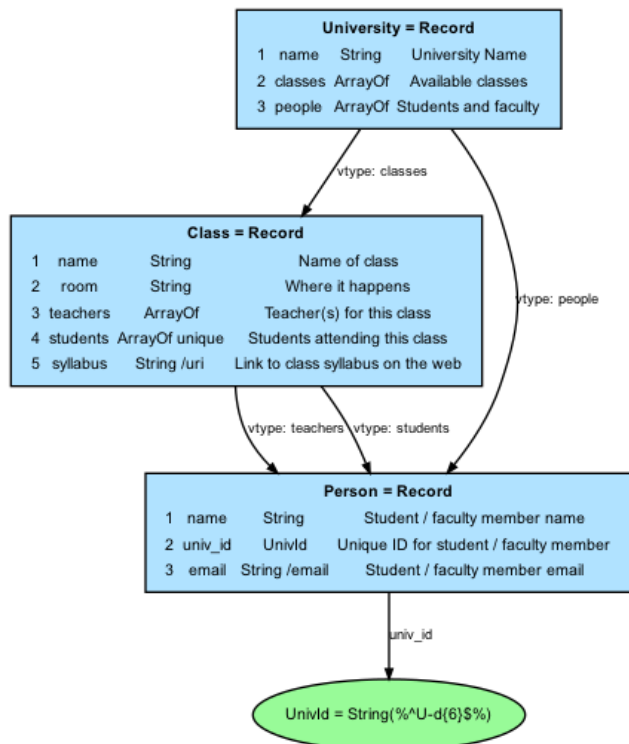 University = Record
1 name String University Name
2 classes ArrayOf Available classes
3 people ArrayOf Students and faculty
vtype: classes
Class = Record
1 name String Name of class
2 room String Where it happens
3 teachers ArrayOf Teacher(s) for this class
4 students ArrayOf unique Students attending this class
5 syllabus String /uri Link to class syllabus on the web
vtype: people
vtype: teachers
vtype: students
Person = Record
1 name String Student / faculty member name
2 univ_id UnivId Unique ID for student / faculty member
3 email String /email Student / faculty member email
univ_id
UnivId = String(%^U-d{6}$%)